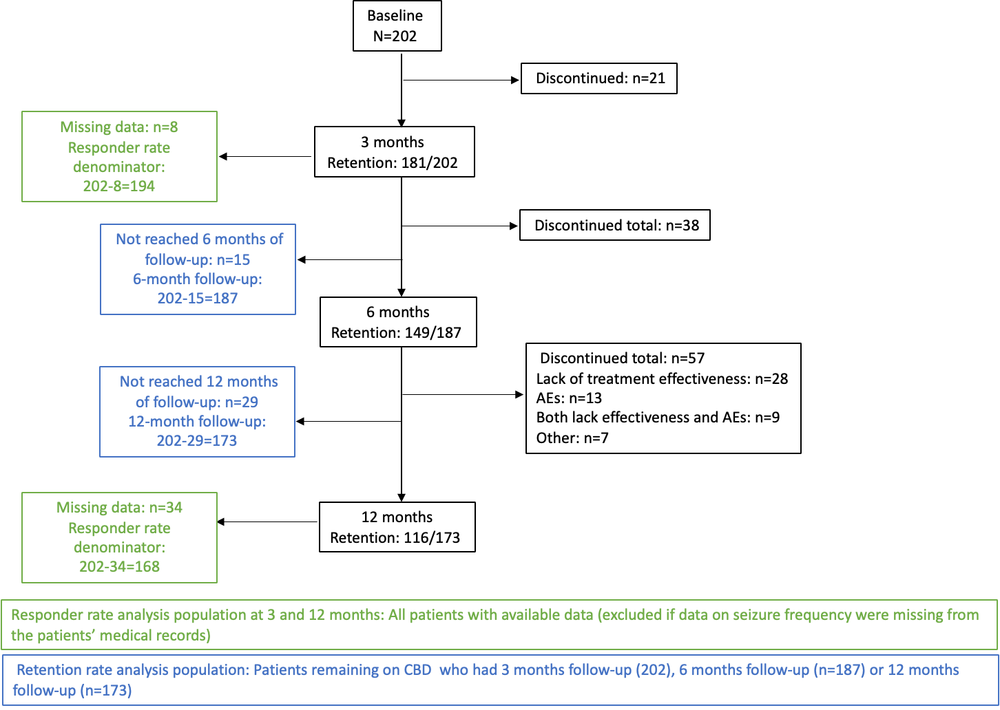 Baseline
N=202
Discontinued: n=21
Missing data: n=8
Responder rate
denominator:
202-8=194
3 months
Retention: 181/202
Discontinued total: n=38
Not reached 6 months of
follow-up: n=15
6-month follow-up:
202-15=187
6 months
Retention: 149/187
Discontinued total: n=57
Lack of treatment effectiveness: n=28
AEs: n=13
Both lack effectiveness and AEs: n=9
Other: n=7
Not reached 12 months
of follow-up: n=29
12-month follow-up:
202-29=173
Missing data: n=34
Responder rate
denominator:
202-34=168
12 months
Retention: 116/173
Responder rate analysis population at 3 and 12 months: All patients with available data (excluded if data on seizure frequency were missing from
the patients’ medical records)
Retention rate analysis population: Patients remaining on CBD who had 3 months follow-up (202), 6 months follow-up (n=187) or 12 months
follow-up (n=173)